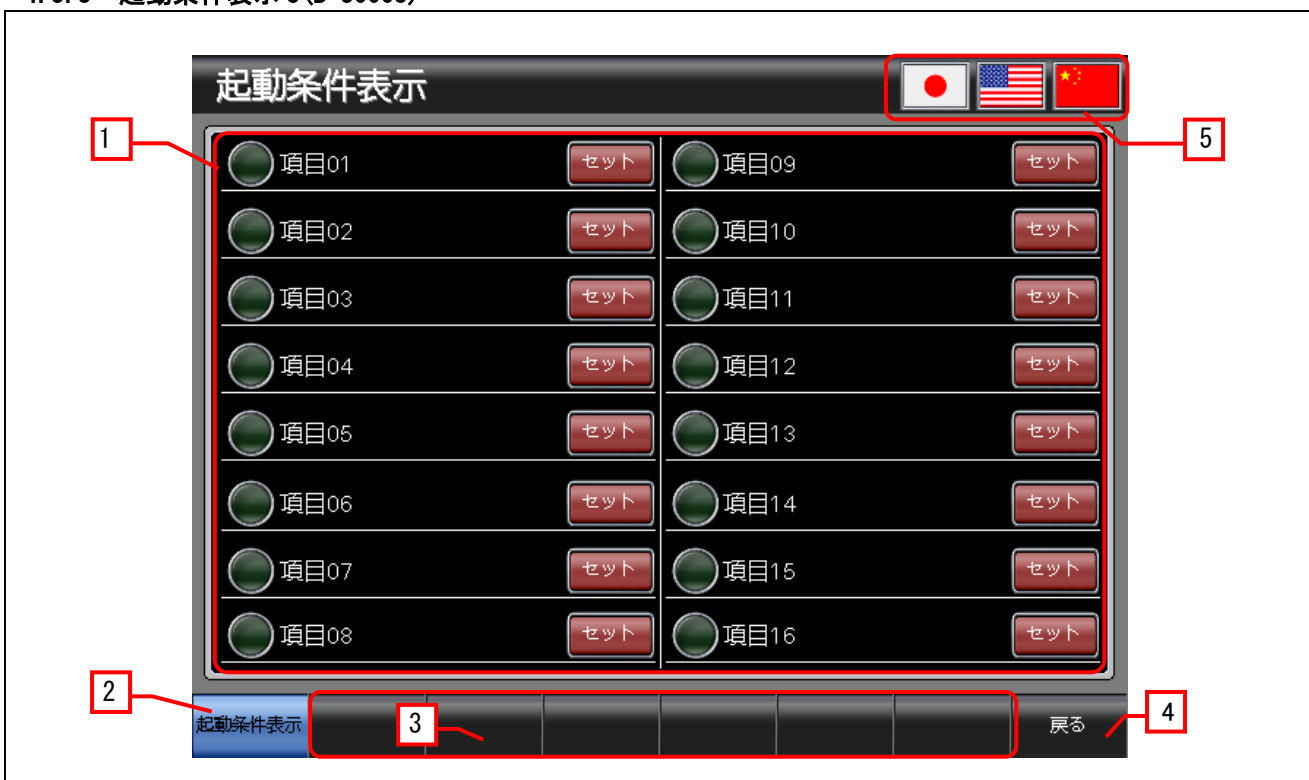 起動条件表示
1
5
項目01 セット 項目09 セット
項目02 セット 項目10 セット
項目03 セット 項目11 セット
項目04 セット 項目12 セット
項目05 セット 項目13 セット
項目06 セット 項目14 セット
項目07 セット 項目15 セット
項目08 セット 項目16 セット
2
起動条件表示 3 戻る 4